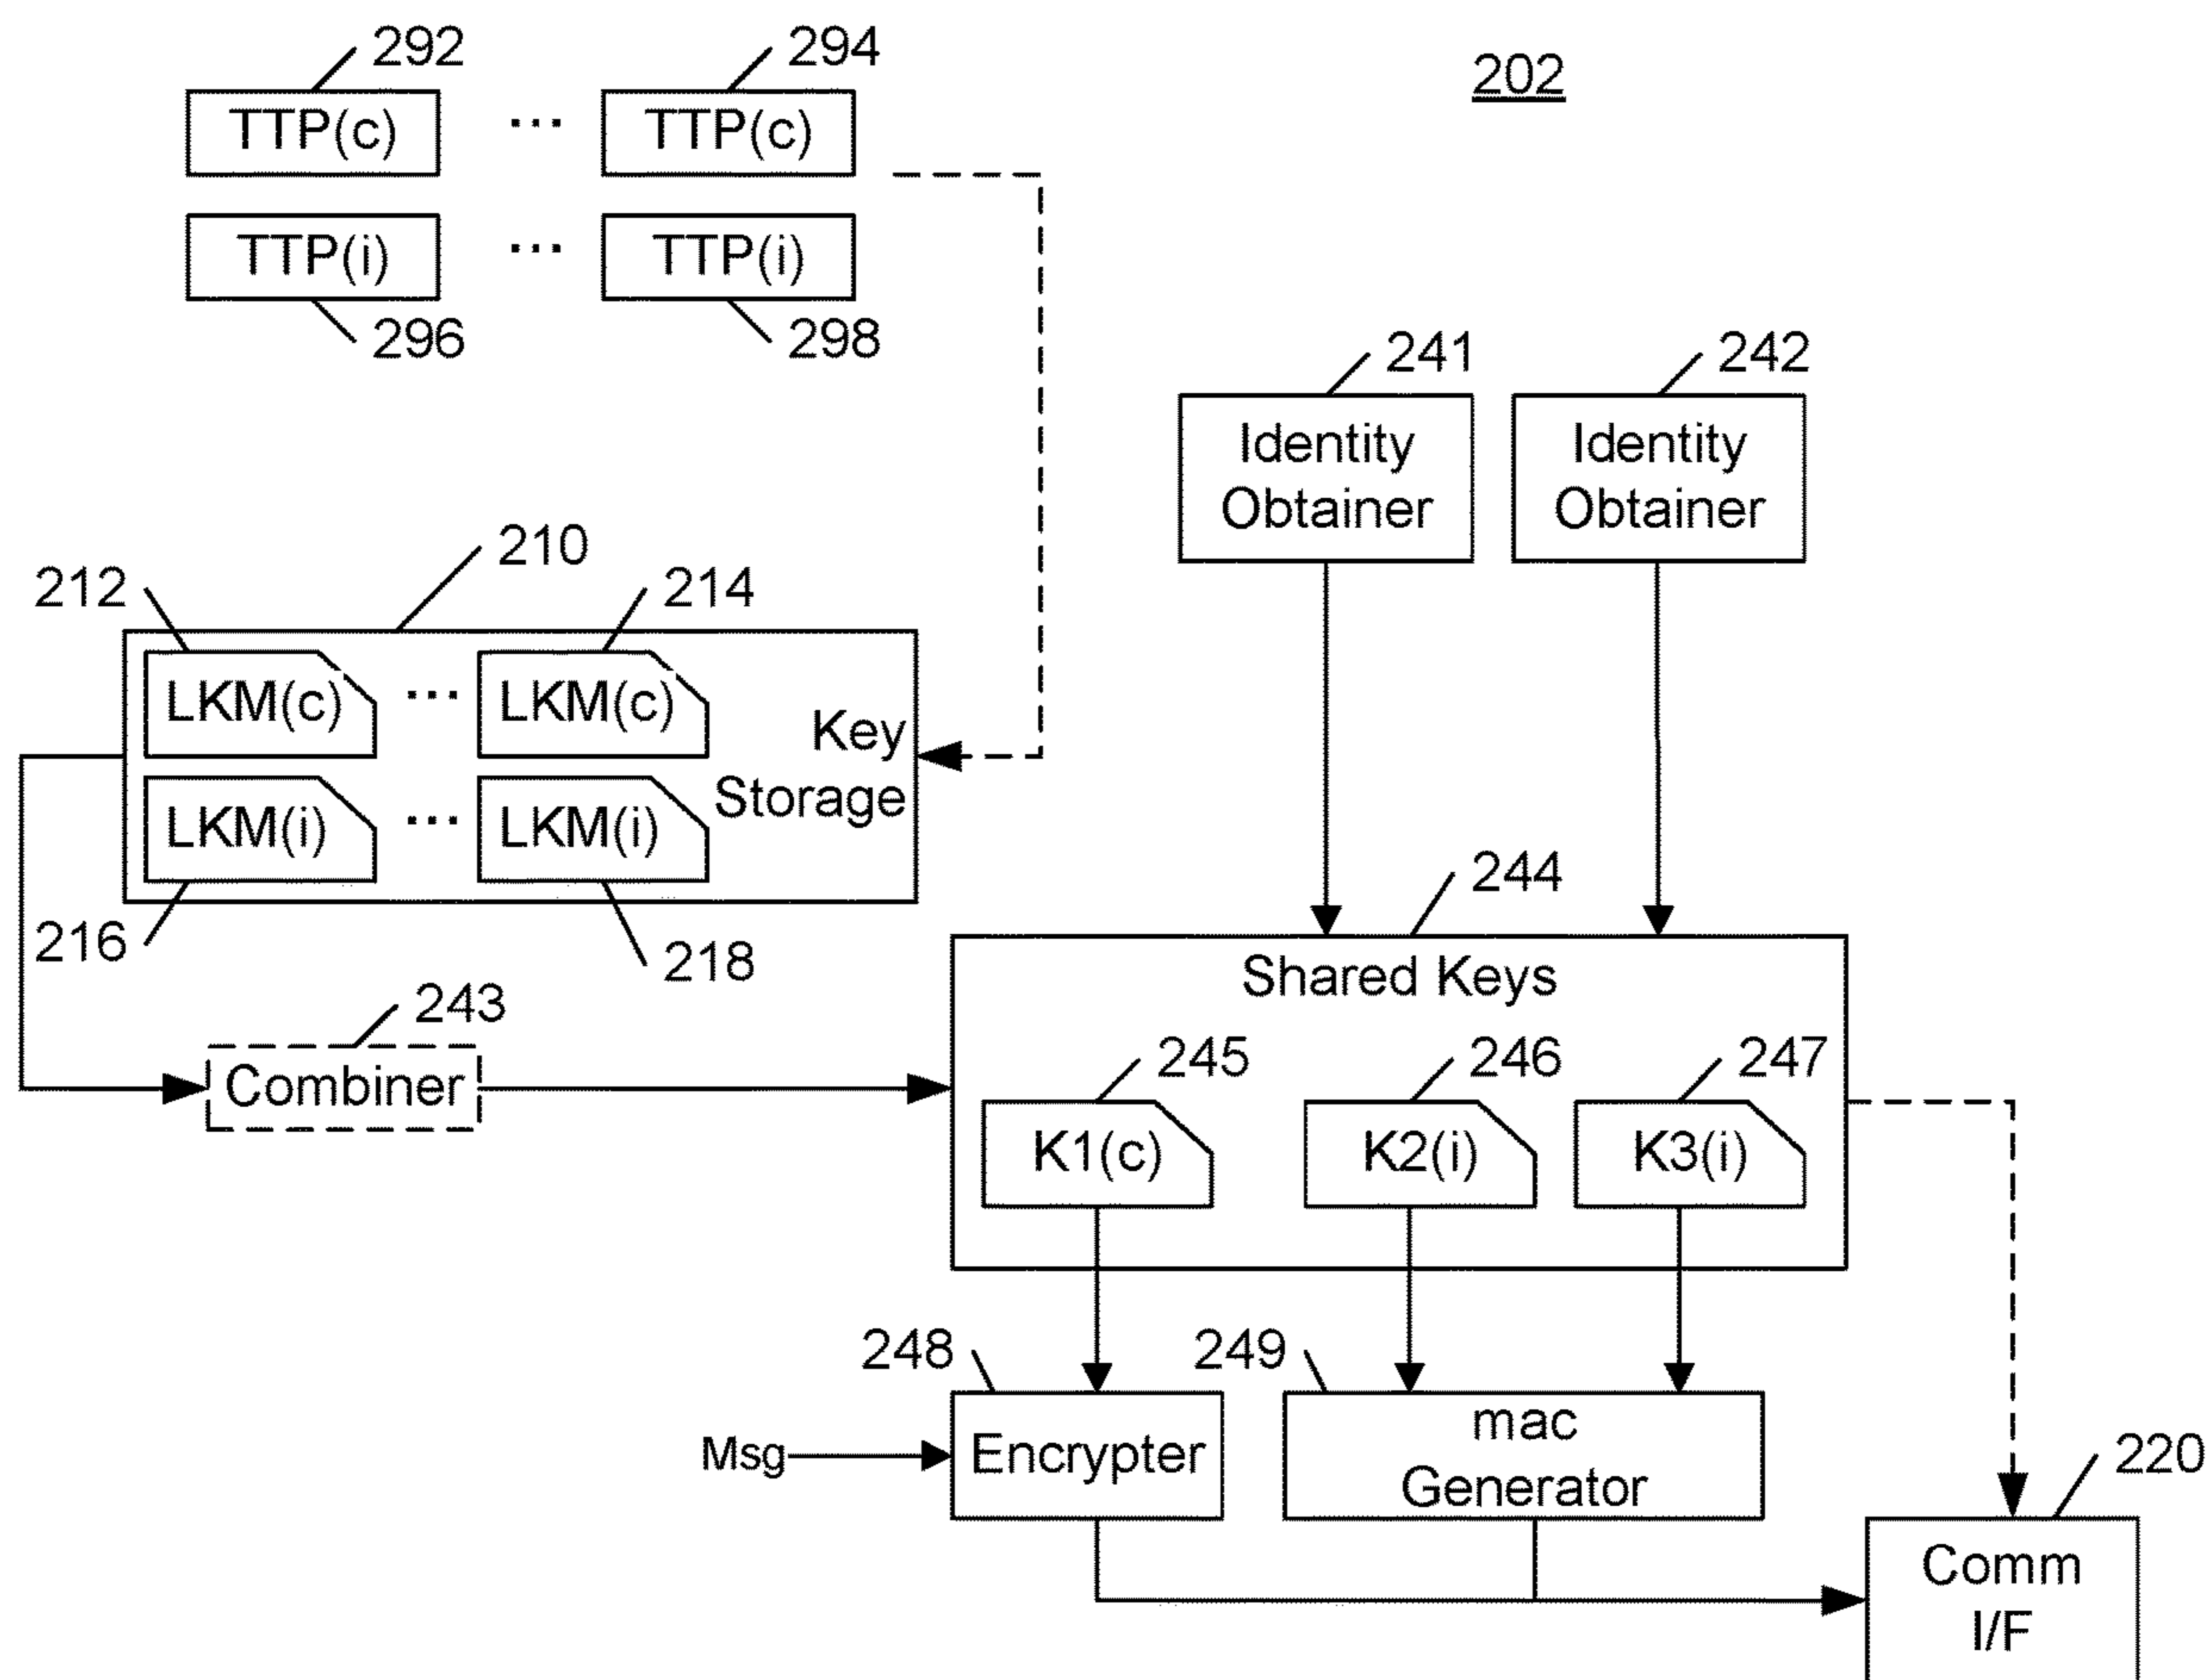 292
294
202
TTP(c)
...
TTP(c)
TTP(i)
...
TTP(i)
296
298
241
242
Identity
Obtainer
Identity
Obtainer
210
212
214
LKM(c)
...
LKM(c)
Key
Storage
LKM(i)
...
LKM(i)
216
218
244
Shared Keys
243
Combiner
245
246
247
K1(c)
K2(i)
K3(i)
248
249
Msg
Encrypter
mac
Generator
220
Comm
I/F